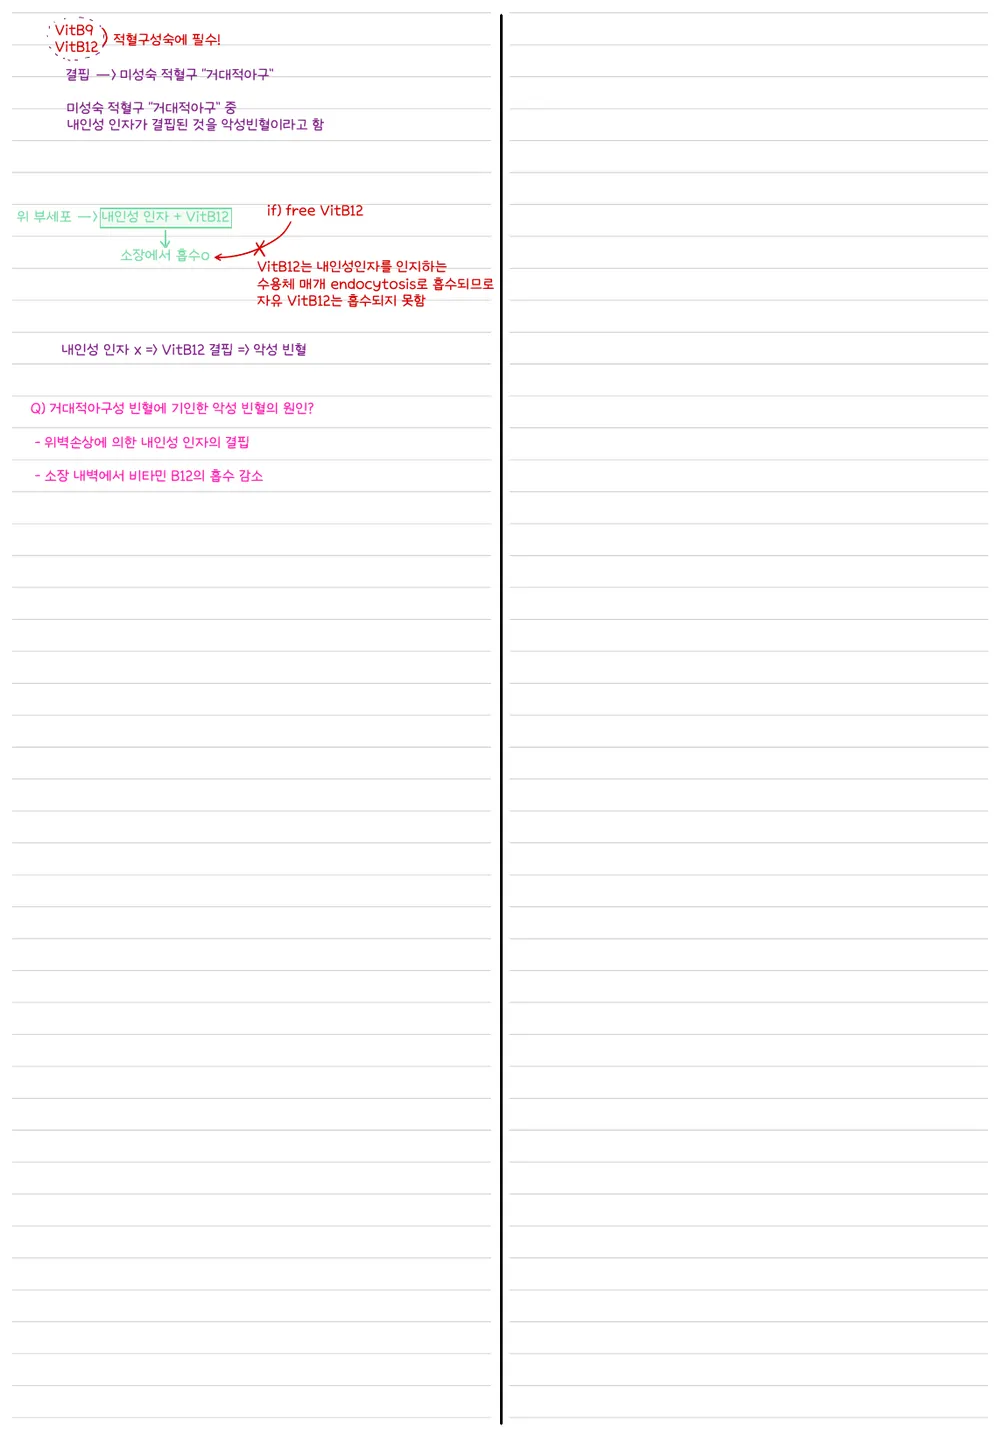 VitB9
VitB12
적혈구성숙에 필수!
결핍 —> 미성숙 적혈구 "거대적아구"
미성숙 적혈구 "거대적아구" 중
내인성 인자가 결핍된 것을 악성빈혈이라고 함
위 부세포 —> 내인성 인자 + VitB12
if) free VitB12
소장에서 흡수o
VitB12는 내인성인자를 인지하는
수용체 매개 endocytosis로 흡수되므로
자유 VitB12는 흡수되지 못함
내인성 인자 x => VitB12 결핍 => 악성 빈혈
Q) 거대적아구성 빈혈에 기인한 악성 빈혈의 원인?
- 위벽손상에 의한 내인성 인자의 결핍
- 소장 내벽에서 비타민 B12의 흡수 감소